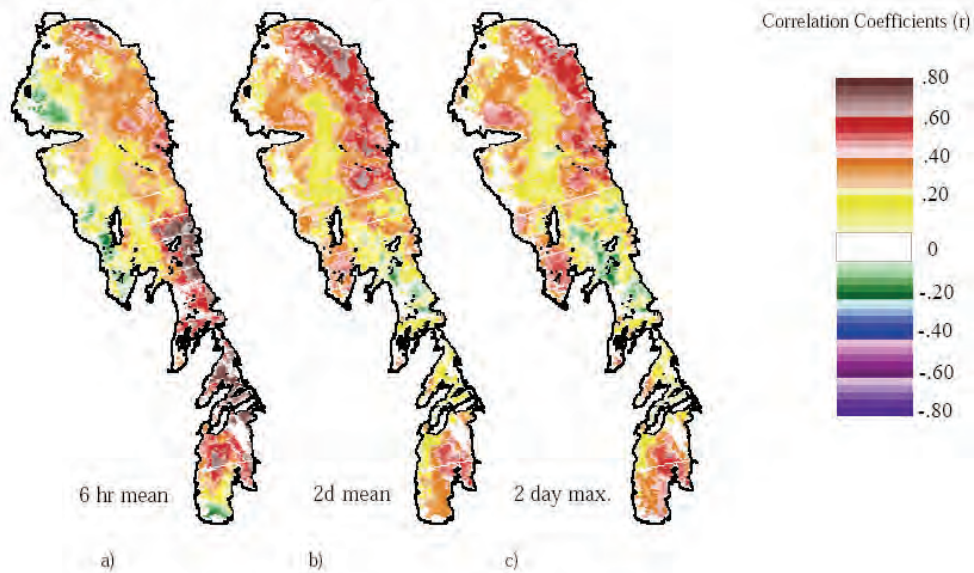 Correlation Coefficients (r)
.80
.60
.40
.20
0
-.20
-.40
-.60
-.80
6 hr mean
2d mean
2 day max.
a)
b)
c)